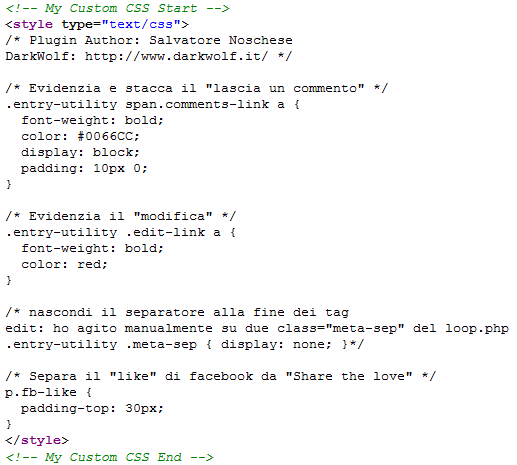 <!-- My Custom CSS Start -->
<style type="text/css">
/* Plugin Author: Salvatore Noschese
DarkWolf: http://www.darkwolf.it/ */

/* Evidenzia e stacca il "lascia un commento" */
.entry-utility span.comments-link a {
  font-weight: bold;
  color: #0066CC;
  display: block;
  padding: 10px 0;
}

/* Evidenzia il "modifica" */
.entry-utility .edit-link a {
  font-weight: bold;
  color: red;
}

/* nascondi il separatore alla fine dei tag
edit: ho agito manualmente su due class="meta-sep" del loop.php
.entry-utility .meta-sep { display: none; }*/

/* Separa il "like" di facebook da "Share the love" */
p.fb-like {
  padding-top: 30px;
}
</style>
<!-- My Custom CSS End -->